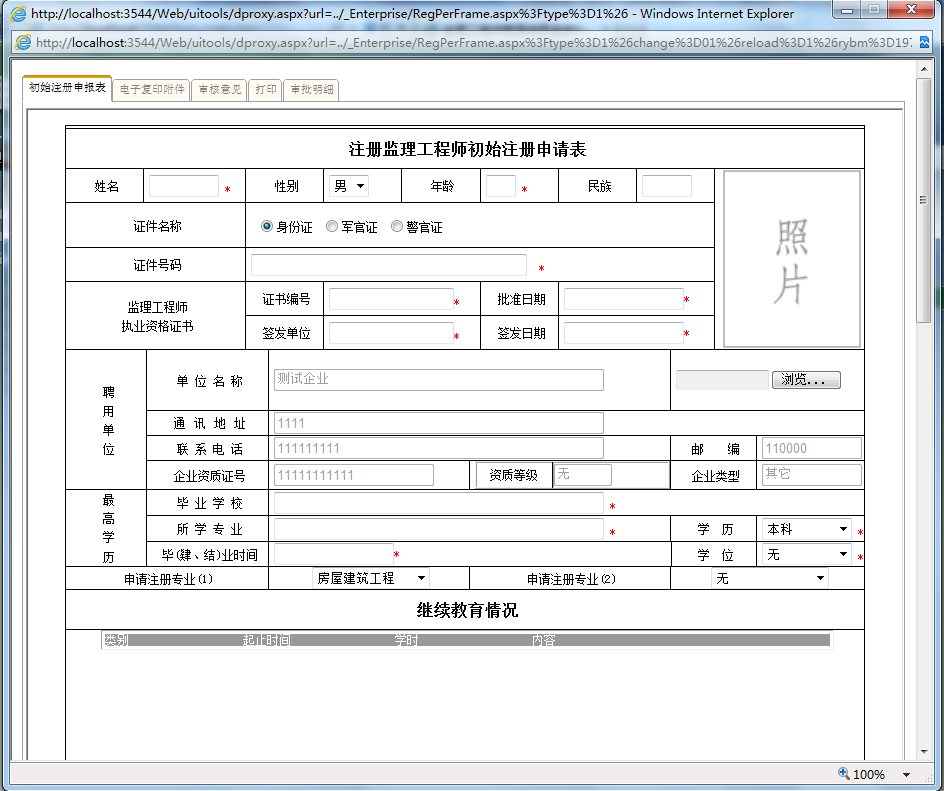 http://localhost:3544/Web/uitools/dproxy.aspx?url=../_Enterprise/RegPerFrame.aspx%3Ftype%3D1%26 - Windows Internet Explorer
http://localhost:3544/Web/uitools/dproxy.aspx?url=../_Enterprise/RegPerFrame.aspx%3Ftype%3D1%26change%3D01%26reload%3D1%26rybm%3D197
初始注册申报表 电子复印附件 审核意见 打印 审批明细
注册监理工程师初始注册申请表
姓名 * 性别 男 年龄 * 民族
照片
证件名称 身份证 军官证 警官证
证件号码 *
监理工程师
执业资格证书
证书编号 * 批准日期 *
签发单位 * 签发日期 *
聘用单位
单位名称 测试企业 浏览...
通讯地址 1111
联系电话 111111111 邮 编 110000
企业资质证号 11111111111 资质等级 无 企业类型 其它
最高学历
毕业学校 *
所学专业 * 学 历 本科 *
毕(肄、结)业时间 * 学 位 无 *
申请注册专业(1) 房屋建筑工程 申请注册专业(2) 无
继续教育情况
类别 起止时间 学时 内容
100%